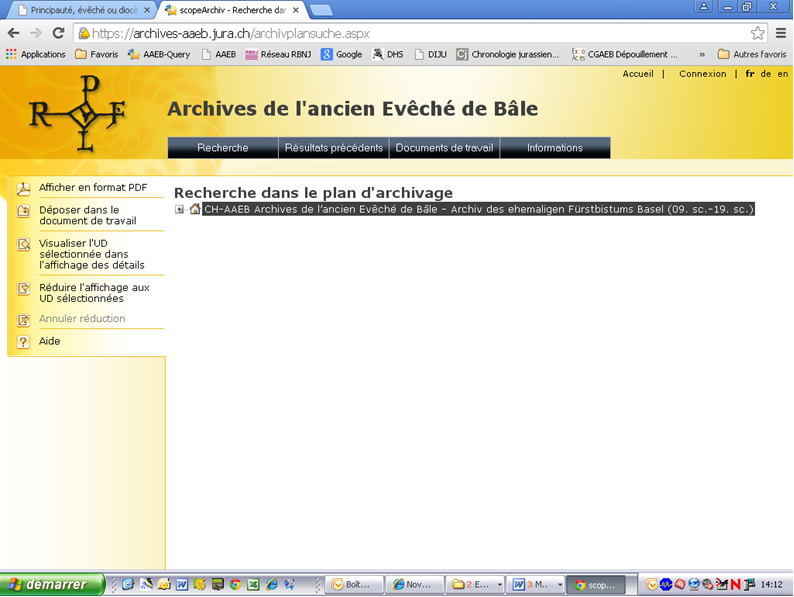 Principauté, évêché ou dioc
scopeArchiv - Recherche da
https://archives-aaeb.jura.ch/archivplansuche.aspx
Applications Favoris AAEB-Query AAEB Réseau RBNJ Google DHS DIJU Chronologie jurassien... CGAEB Dépouillement ... » Autres favoris
Accueil | Connexion | fr de en
P
R F
L
Archives de l'ancien Evêché de Bâle
Recherche Résultats précédents Documents de travail Informations
Afficher en format PDF
Déposer dans le
document de travail
Visualiser l'UD
sélectionnée dans
l'affichage des détails
Réduire l'affichage aux
UD sélectionnées
Annuler réduction
Aide
Recherche dans le plan d'archivage
CH-AAEB Archives de l'ancien Evêché de Bâle - Archiv des ehemaligen Fürstbistums Basel (09. sc.-19. sc.)
démarrer Boît... Nov... 2 E... 3 M... scop... 14:12